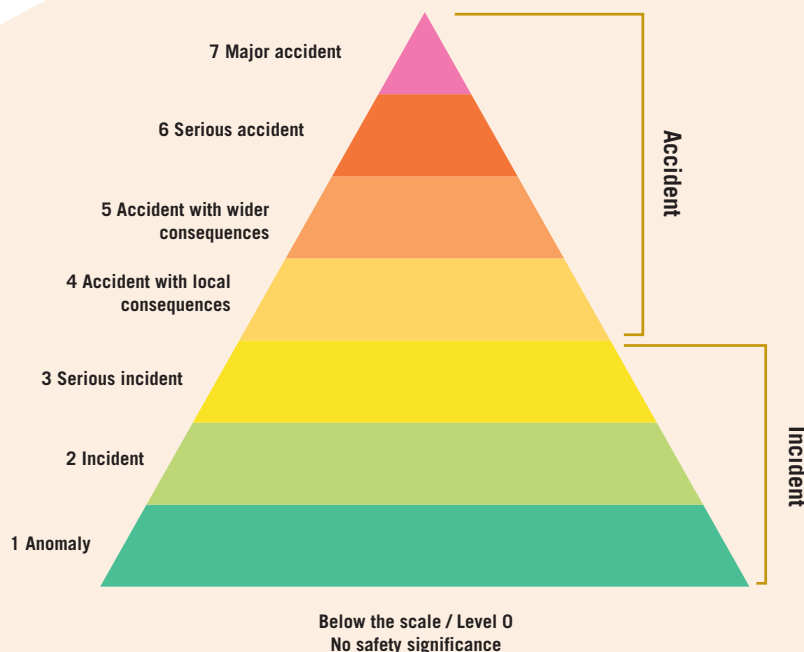 7 Major accident
6 Serious accident
5 Accident with wider
consequences
4 Accident with local
consequences
3 Serious incident
2 Incident
1 Anomaly
Accident
Incident
Below the scale / Level 0
No safety significance